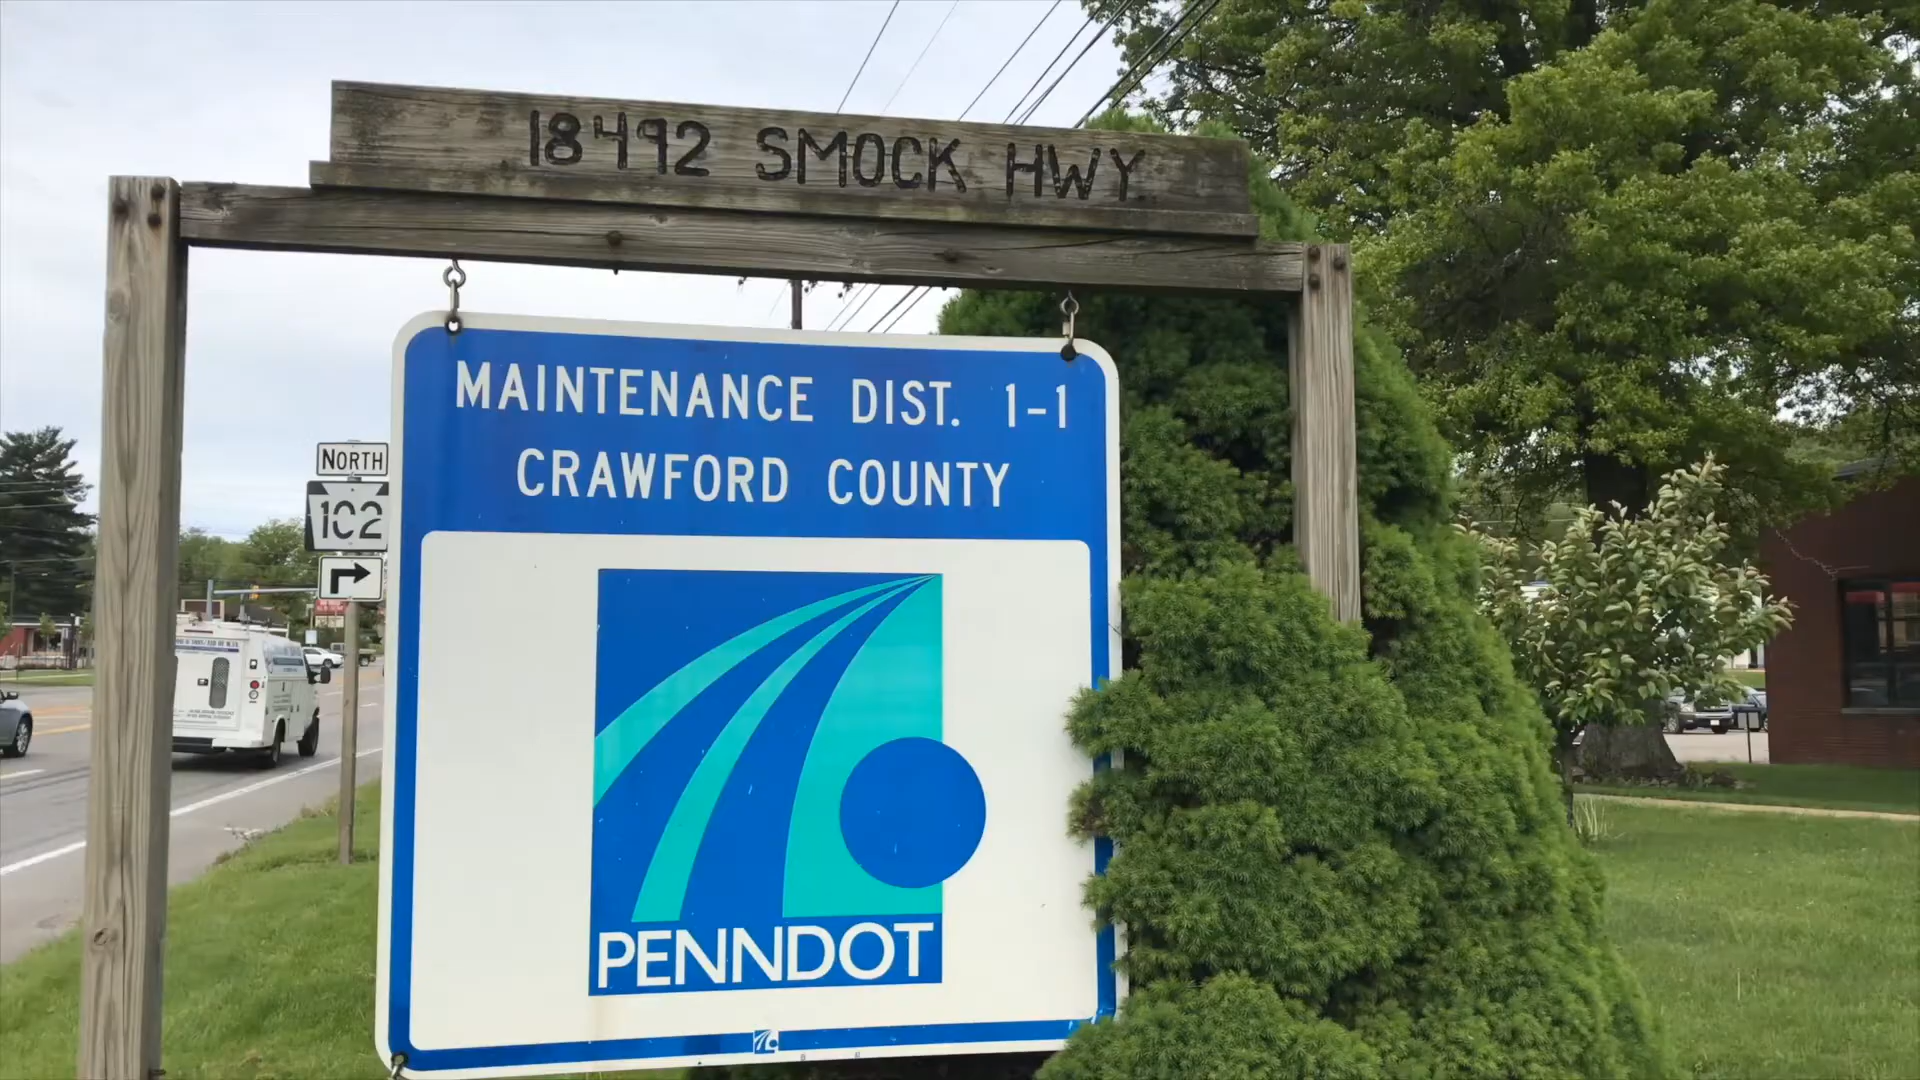 18492 SMOCK HWY
MAINTENANCE DIST. 1-1
CRAWFORD COUNTY
PENNDOT
NORTH
102